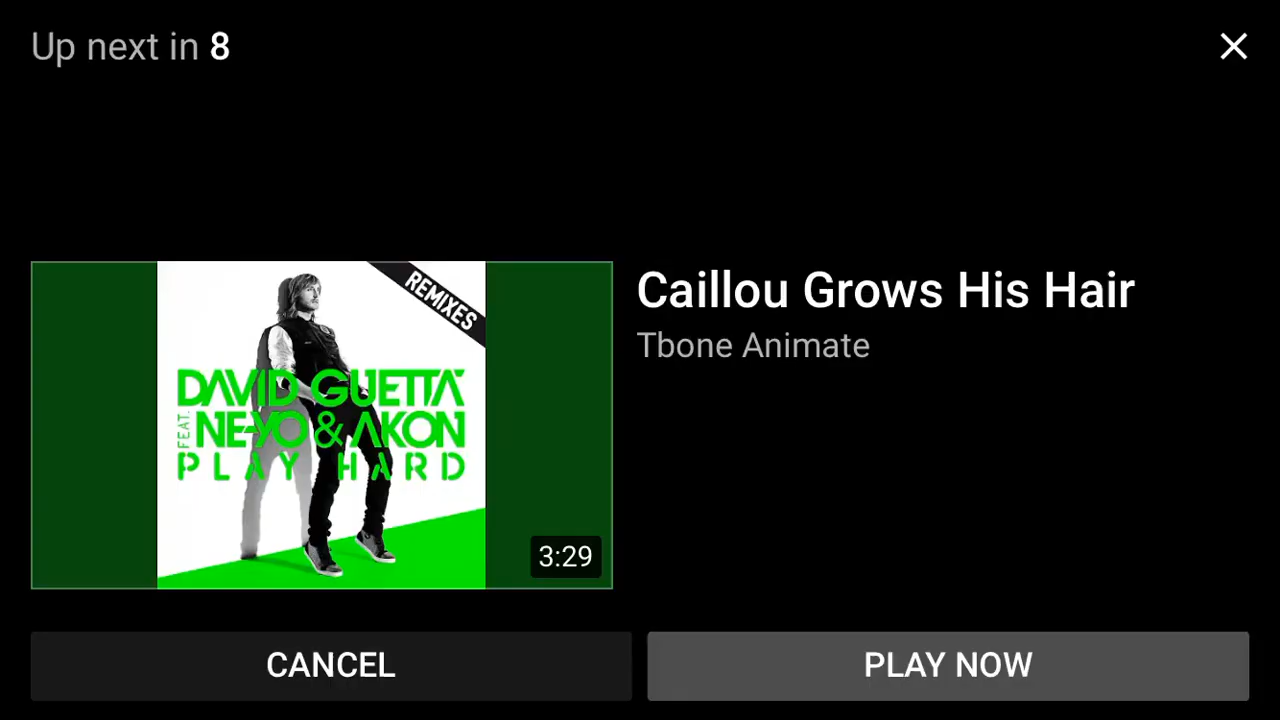 Up next in 8
REMIXES
DAVID GUETTA
FEAT. NE-YO & AKON
PLAY HARD
3:29
Caillou Grows His Hair
Tbone Animate
CANCEL
PLAY NOW